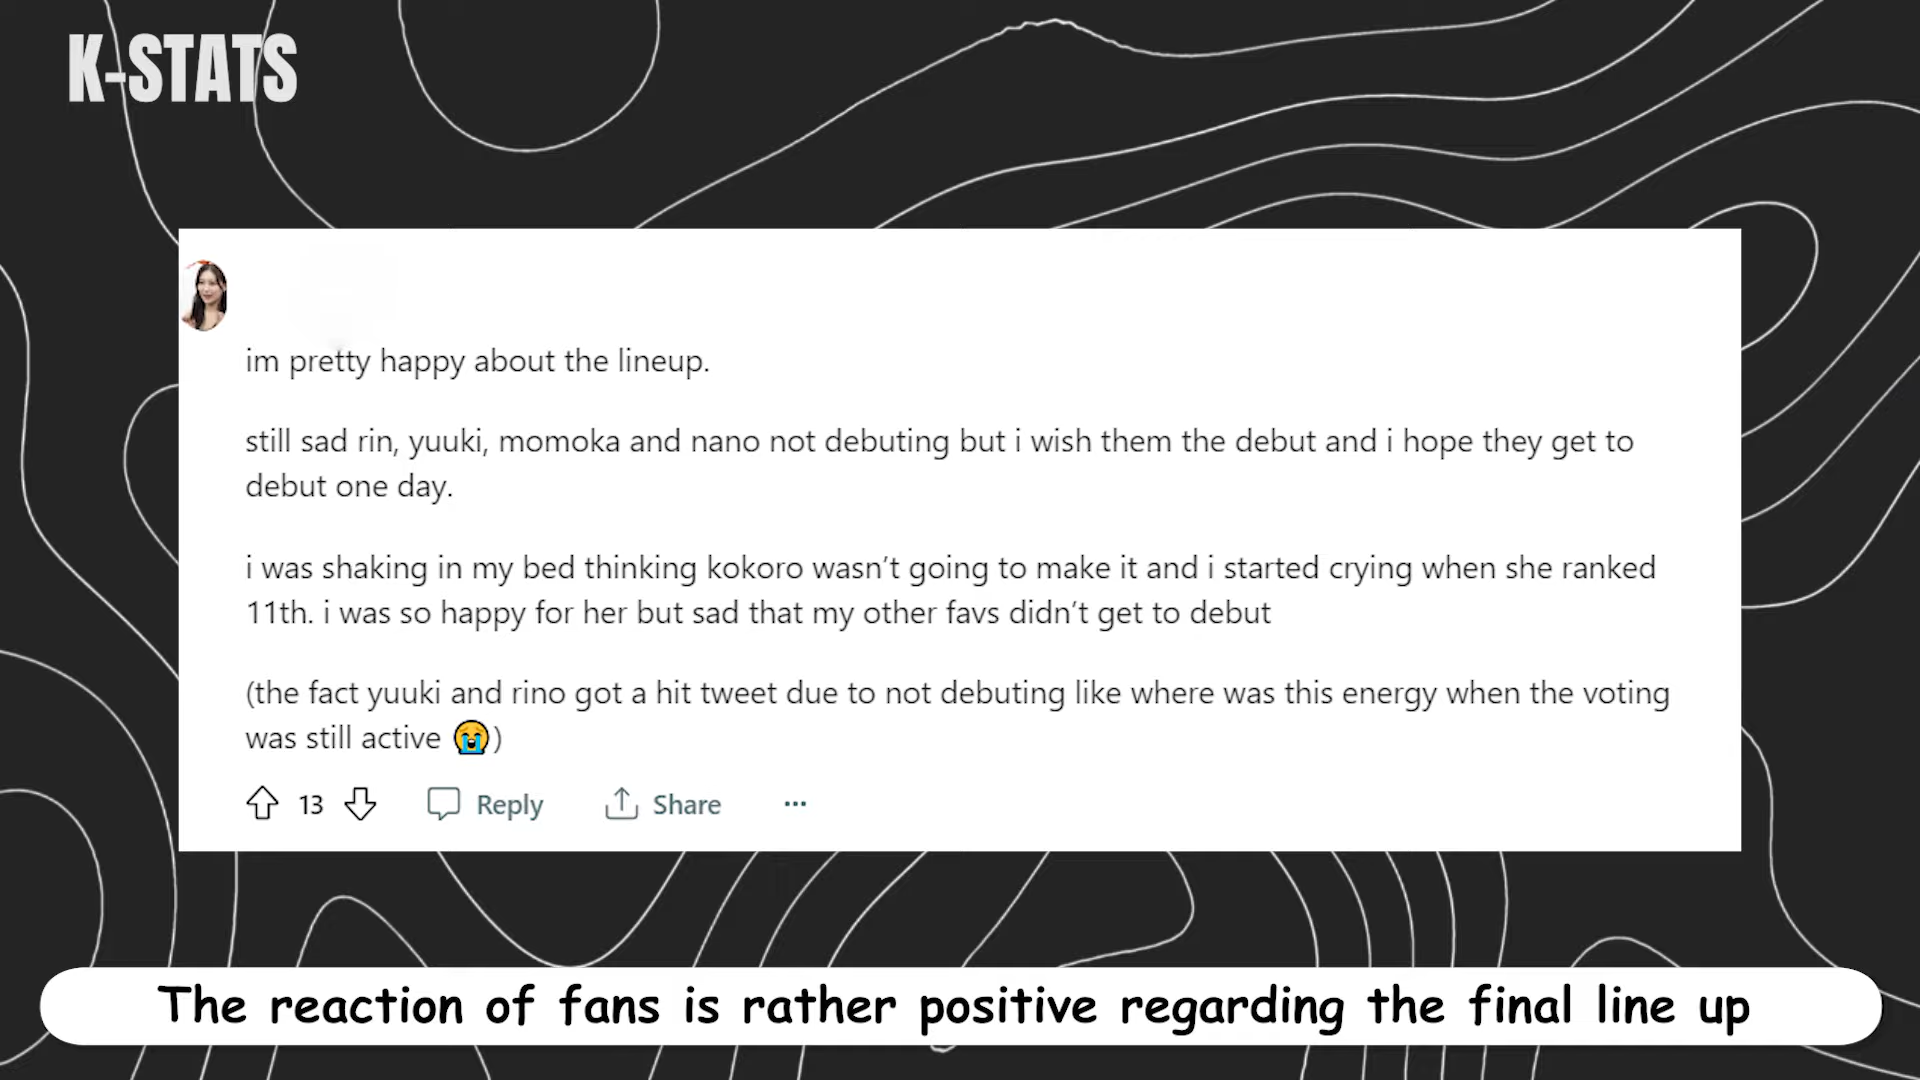 K-STATS
im pretty happy about the lineup.
still sad rin, yuuki, momoka and nano not debuting but i wish them the debut and i hope they get to
debut one day.
i was shaking in my bed thinking kokoro wasn’t going to make it and i started crying when she ranked
11th. i was so happy for her but sad that my other favs didn’t get to debut
(the fact yuuki and rino got a hit tweet due to not debuting like where was this energy when the voting
was still active 😭)
13 Reply Share ...
The reaction of fans is rather positive regarding the final line up